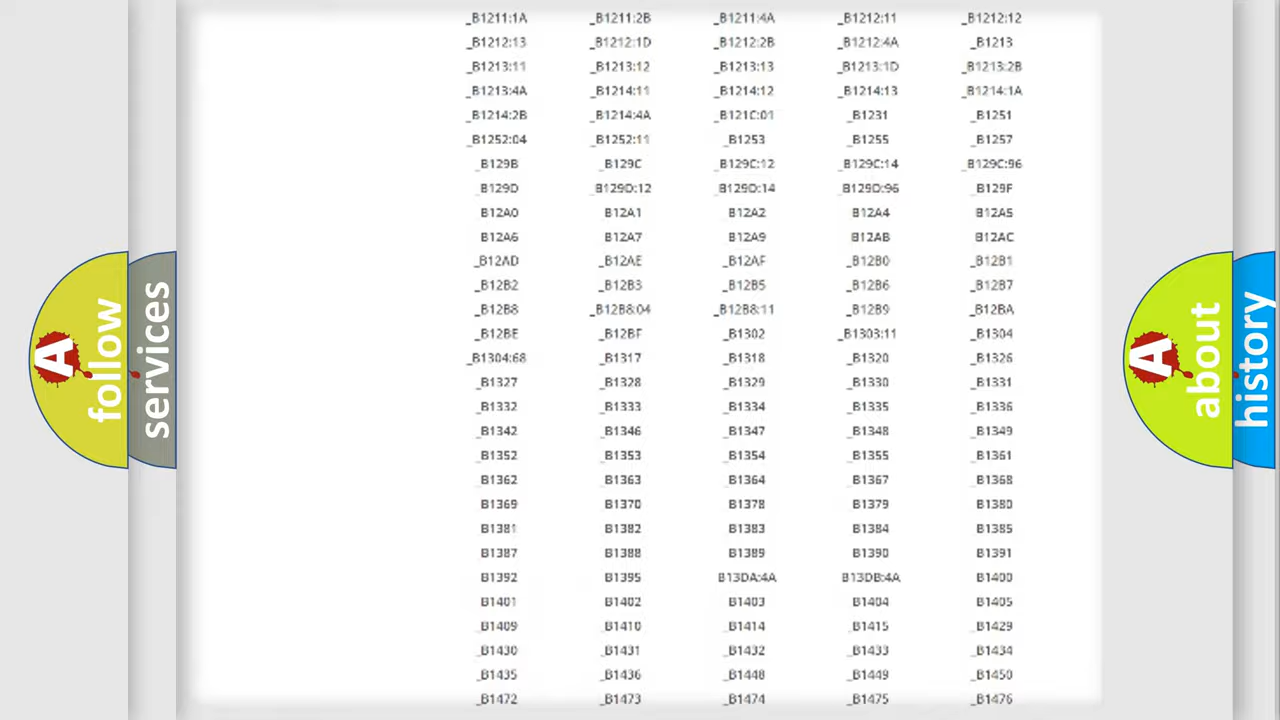 _B1211:1A _B1211:2B _B1211:4A _B1212:11 _B1212:12
_B1212:13 _B1212:1D _B1212:2B _B1212:4A _B1213
_B1213:11 _B1213:12 _B1213:13 _B1213:1D _B1213:2B
_B1213:4A _B1214:11 _B1214:12 _B1214:13 _B1214:1A
_B1214:2B _B1214:4A _B121C:01 _B1231 _B1251
_B1252:04 _B1252:11 _B1253 _B1255 _B1257
_B129B _B129C _B129C:12 _B129C:14 _B129C:96
_B129D _B129D:12 _B129D:14 _B129D:96 _B129F
_B12A0 _B12A1 _B12A2 _B12A4 _B12A5
_B12A6 _B12A7 _B12A9 _B12AB _B12AC
_B12AD _B12AE _B12AF _B12B0 _B12B1
_B12B2 _B12B3 _B12B5 _B12B6 _B12B7
_B12B8 _B12B8:04 _B12B8:11 _B12B9 _B12BA
_B12BE _B12BF _B1302 _B1303:11 _B1304
_B1304:68 _B1317 _B1318 _B1320 _B1326
_B1327 _B1328 _B1329 _B1330 _B1331
_B1332 _B1333 _B1334 _B1335 _B1336
_B1342 _B1346 _B1347 _B1348 _B1349
_B1352 _B1353 _B1354 _B1355 _B1361
_B1362 _B1363 _B1364 _B1367 _B1368
_B1369 _B1370 _B1378 _B1379 _B1380
_B1381 _B1382 _B1383 _B1384 _B1385
_B1387 _B1388 _B1389 _B1390 _B1391
_B1392 _B1395 _B13DA:4A _B13DB:4A _B1400
_B1401 _B1402 _B1403 _B1404 _B1405
_B1409 _B1410 _B1414 _B1415 _B1429
_B1430 _B1431 _B1432 _B1433 _B1434
_B1435 _B1436 _B1448 _B1449 _B1450
_B1472 _B1473 _B1474 _B1475 _B1476
A follow
services
A about
history